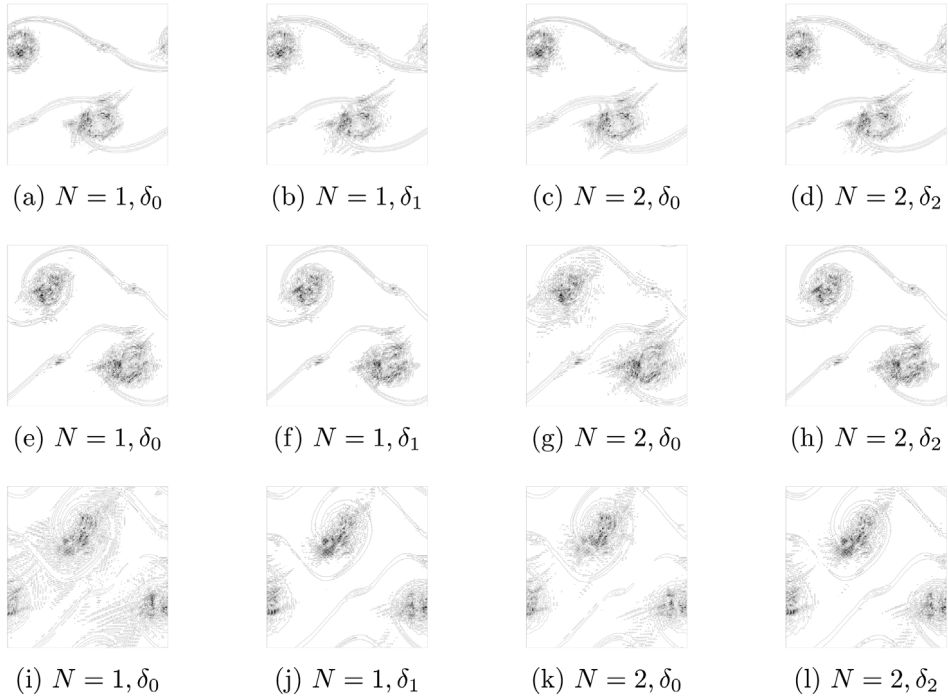 (a) N = 1, δ₀ (b) N = 1, δ₁ (c) N = 2, δ₀ (d) N = 2, δ₂
(e) N = 1, δ₀ (f) N = 1, δ₁ (g) N = 2, δ₀ (h) N = 2, δ₂
(i) N = 1, δ₀ (j) N = 1, δ₁ (k) N = 2, δ₀ (l) N = 2, δ₂